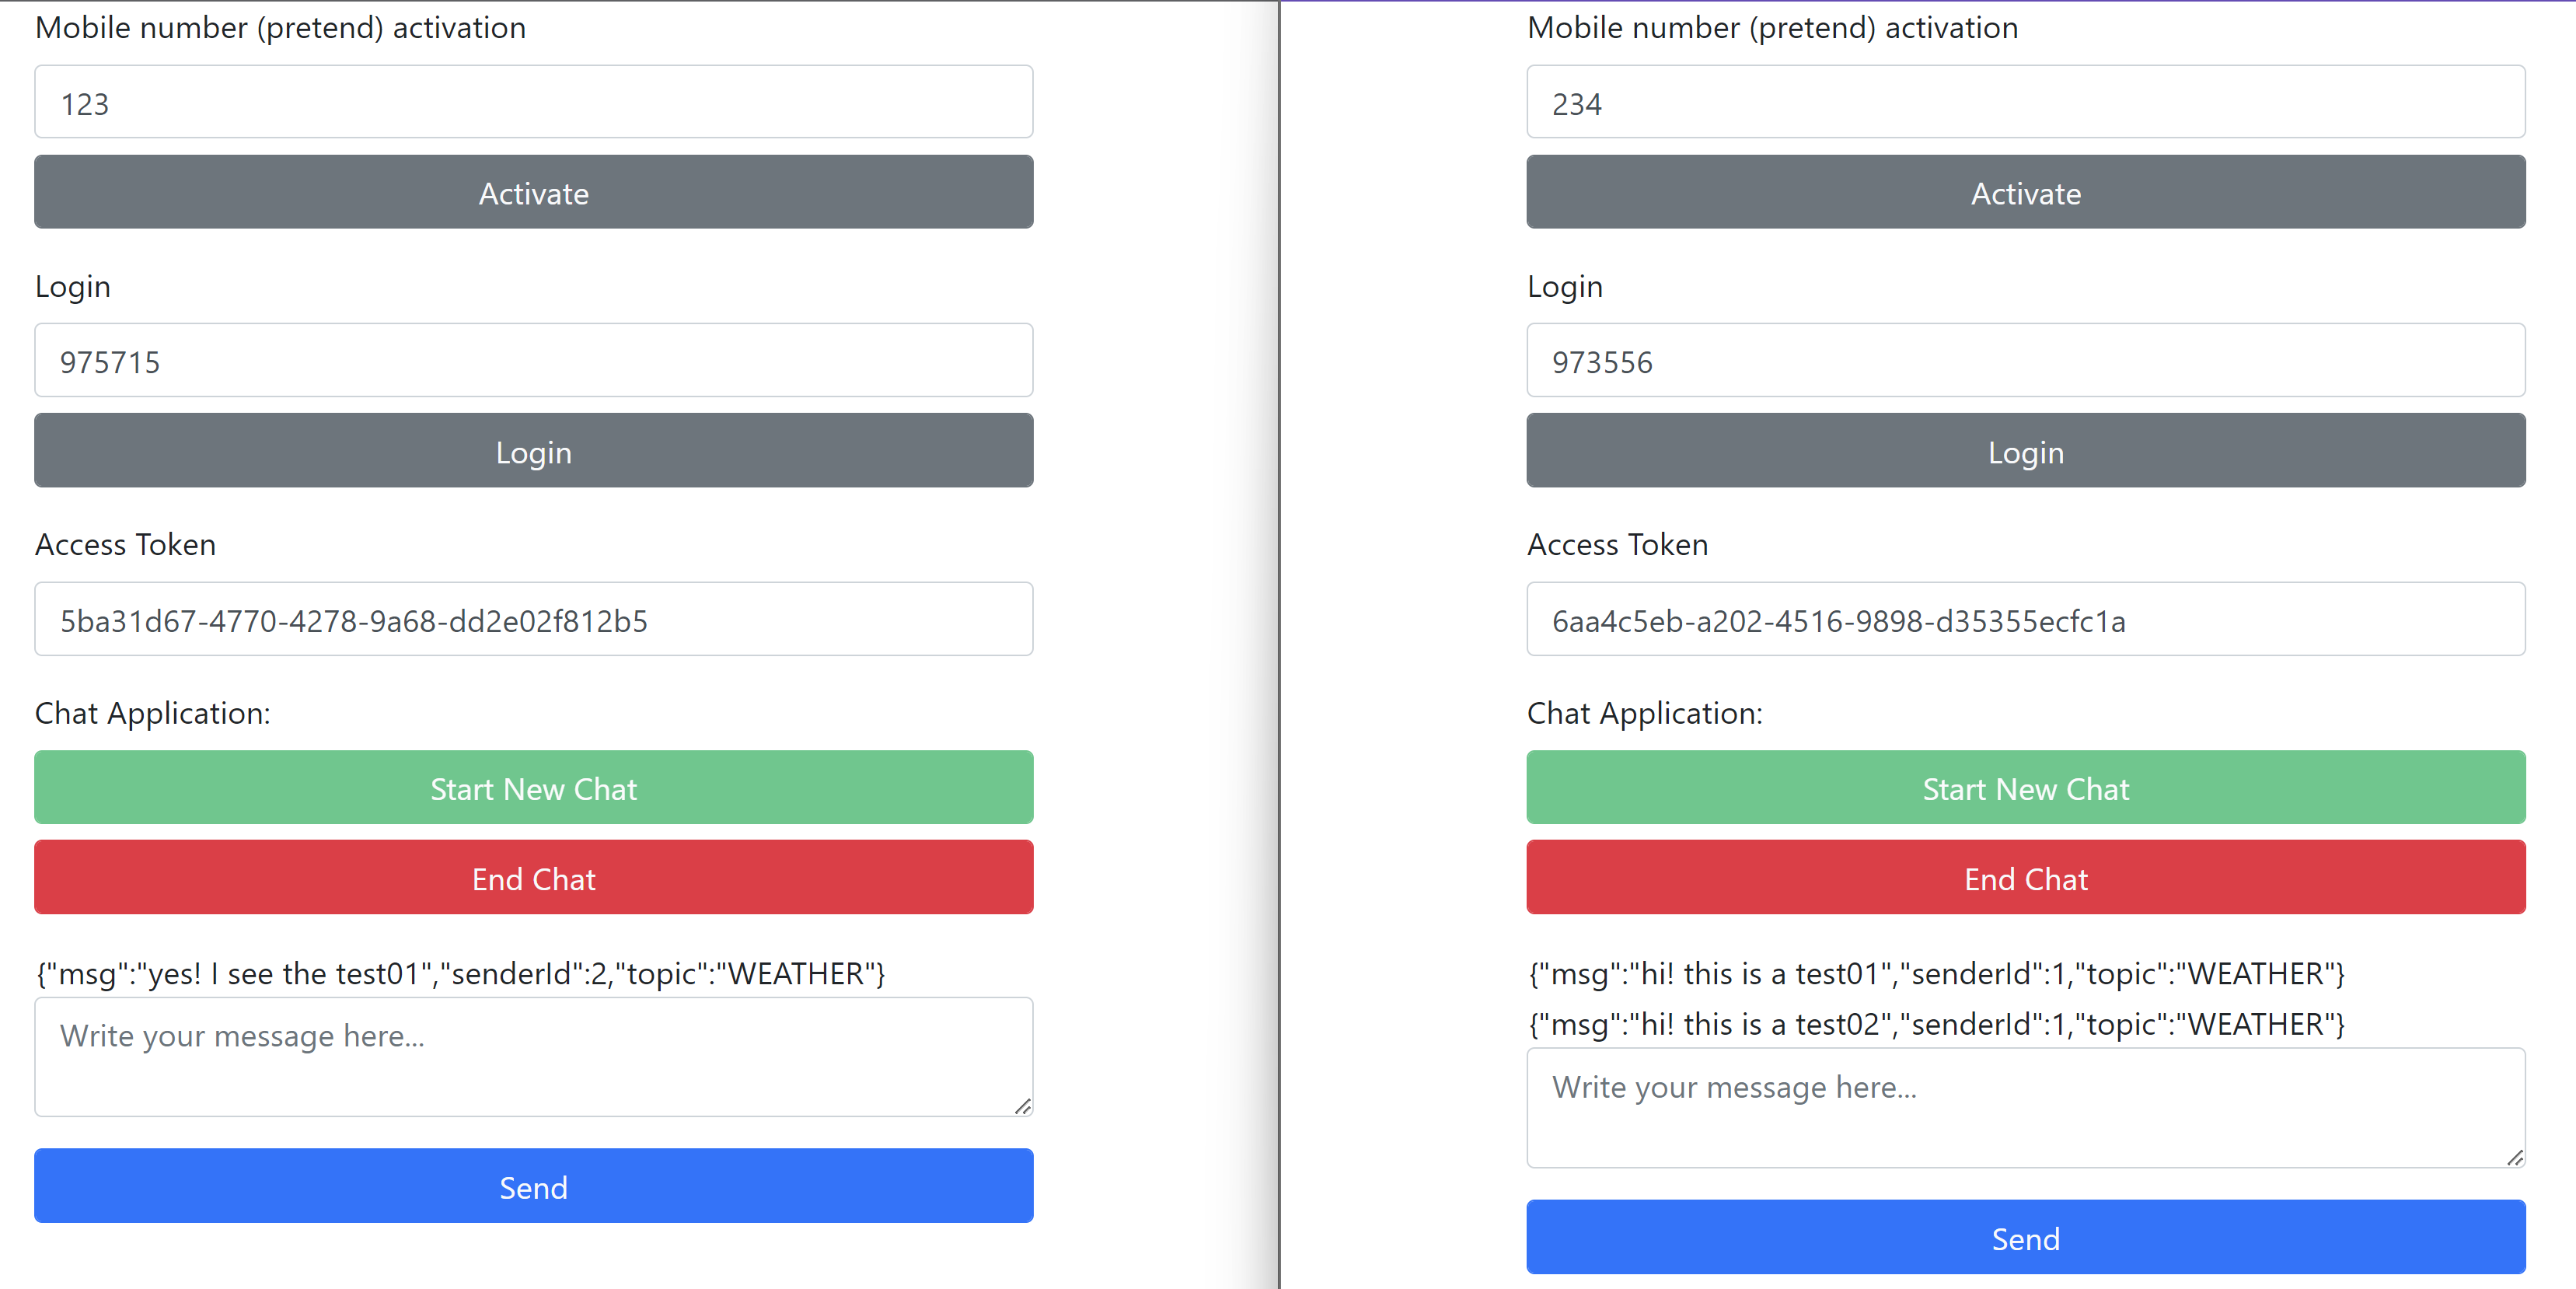 Mobile number (pretend) activation
123
Activate
Login
975715
Login
Access Token
5ba31d67-4770-4278-9a68-dd2e02f812b5
Chat Application:
Start New Chat
End Chat
{"msg":"yes! I see the test01","senderId":2,"topic":"WEATHER"}
Write your message here...
Send
Mobile number (pretend) activation
234
Activate
Login
973556
Login
Access Token
6aa4c5eb-a202-4516-9898-d35355ecfc1a
Chat Application:
Start New Chat
End Chat
{"msg":"hi! this is a test01","senderId":1,"topic":"WEATHER"}
{"msg":"hi! this is a test02","senderId":1,"topic":"WEATHER"}
Write your message here...
Send